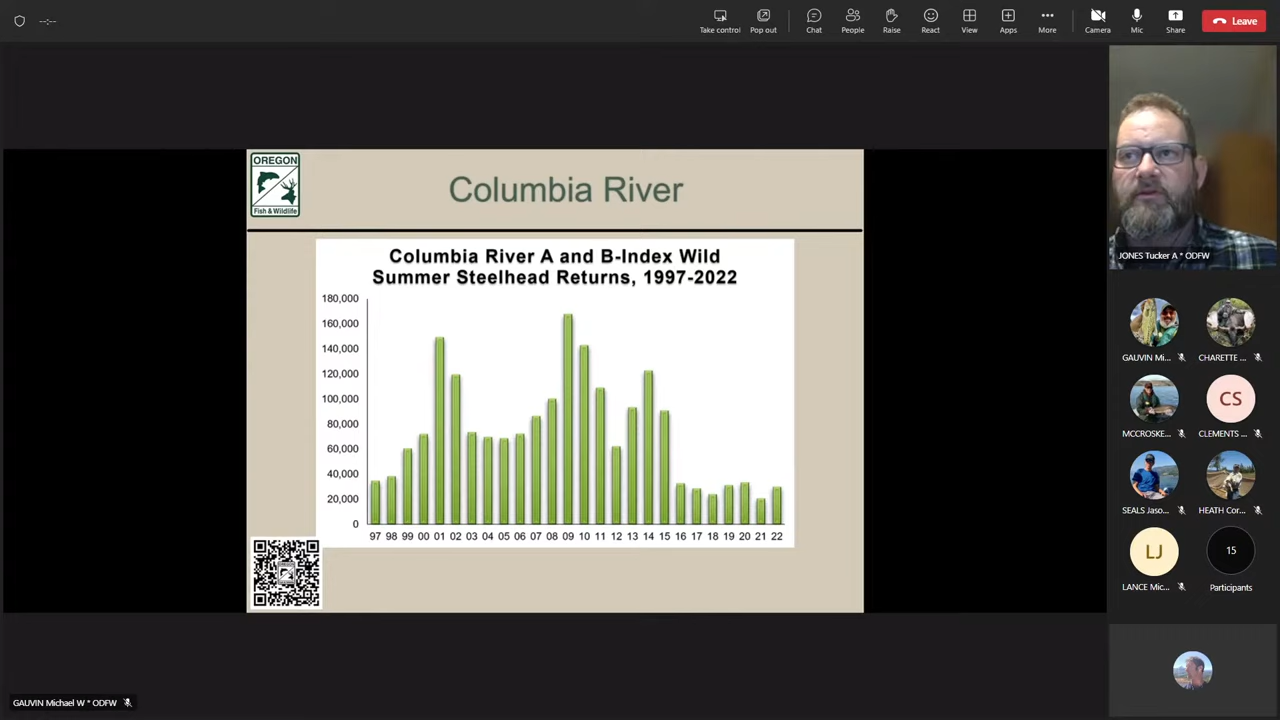 --:--
Take control
Pop out
Chat
People
Raise
React
View
Apps
More
Camera
Mic
Share
Leave
OREGON
Fish & Wildlife
Columbia River
Columbia River A and B-Index Wild
Summer Steelhead Returns, 1997-2022
180,000
160,000
140,000
120,000
100,000
80,000
60,000
40,000
20,000
0
97 98 99 00 01 02 03 04 05 06 07 08 09 10 11 12 13 14 15 16 17 18 19 20 21 22
JONES Tucker A * ODFW
GAUVIN Mi...
CHARETTE ...
MCCROSKE...
CS
CLEMENTS ...
SEALS Jaso...
HEATH Cor...
LJ
LANCE Mic...
15
Participants
GAUVIN Michael W * ODFW